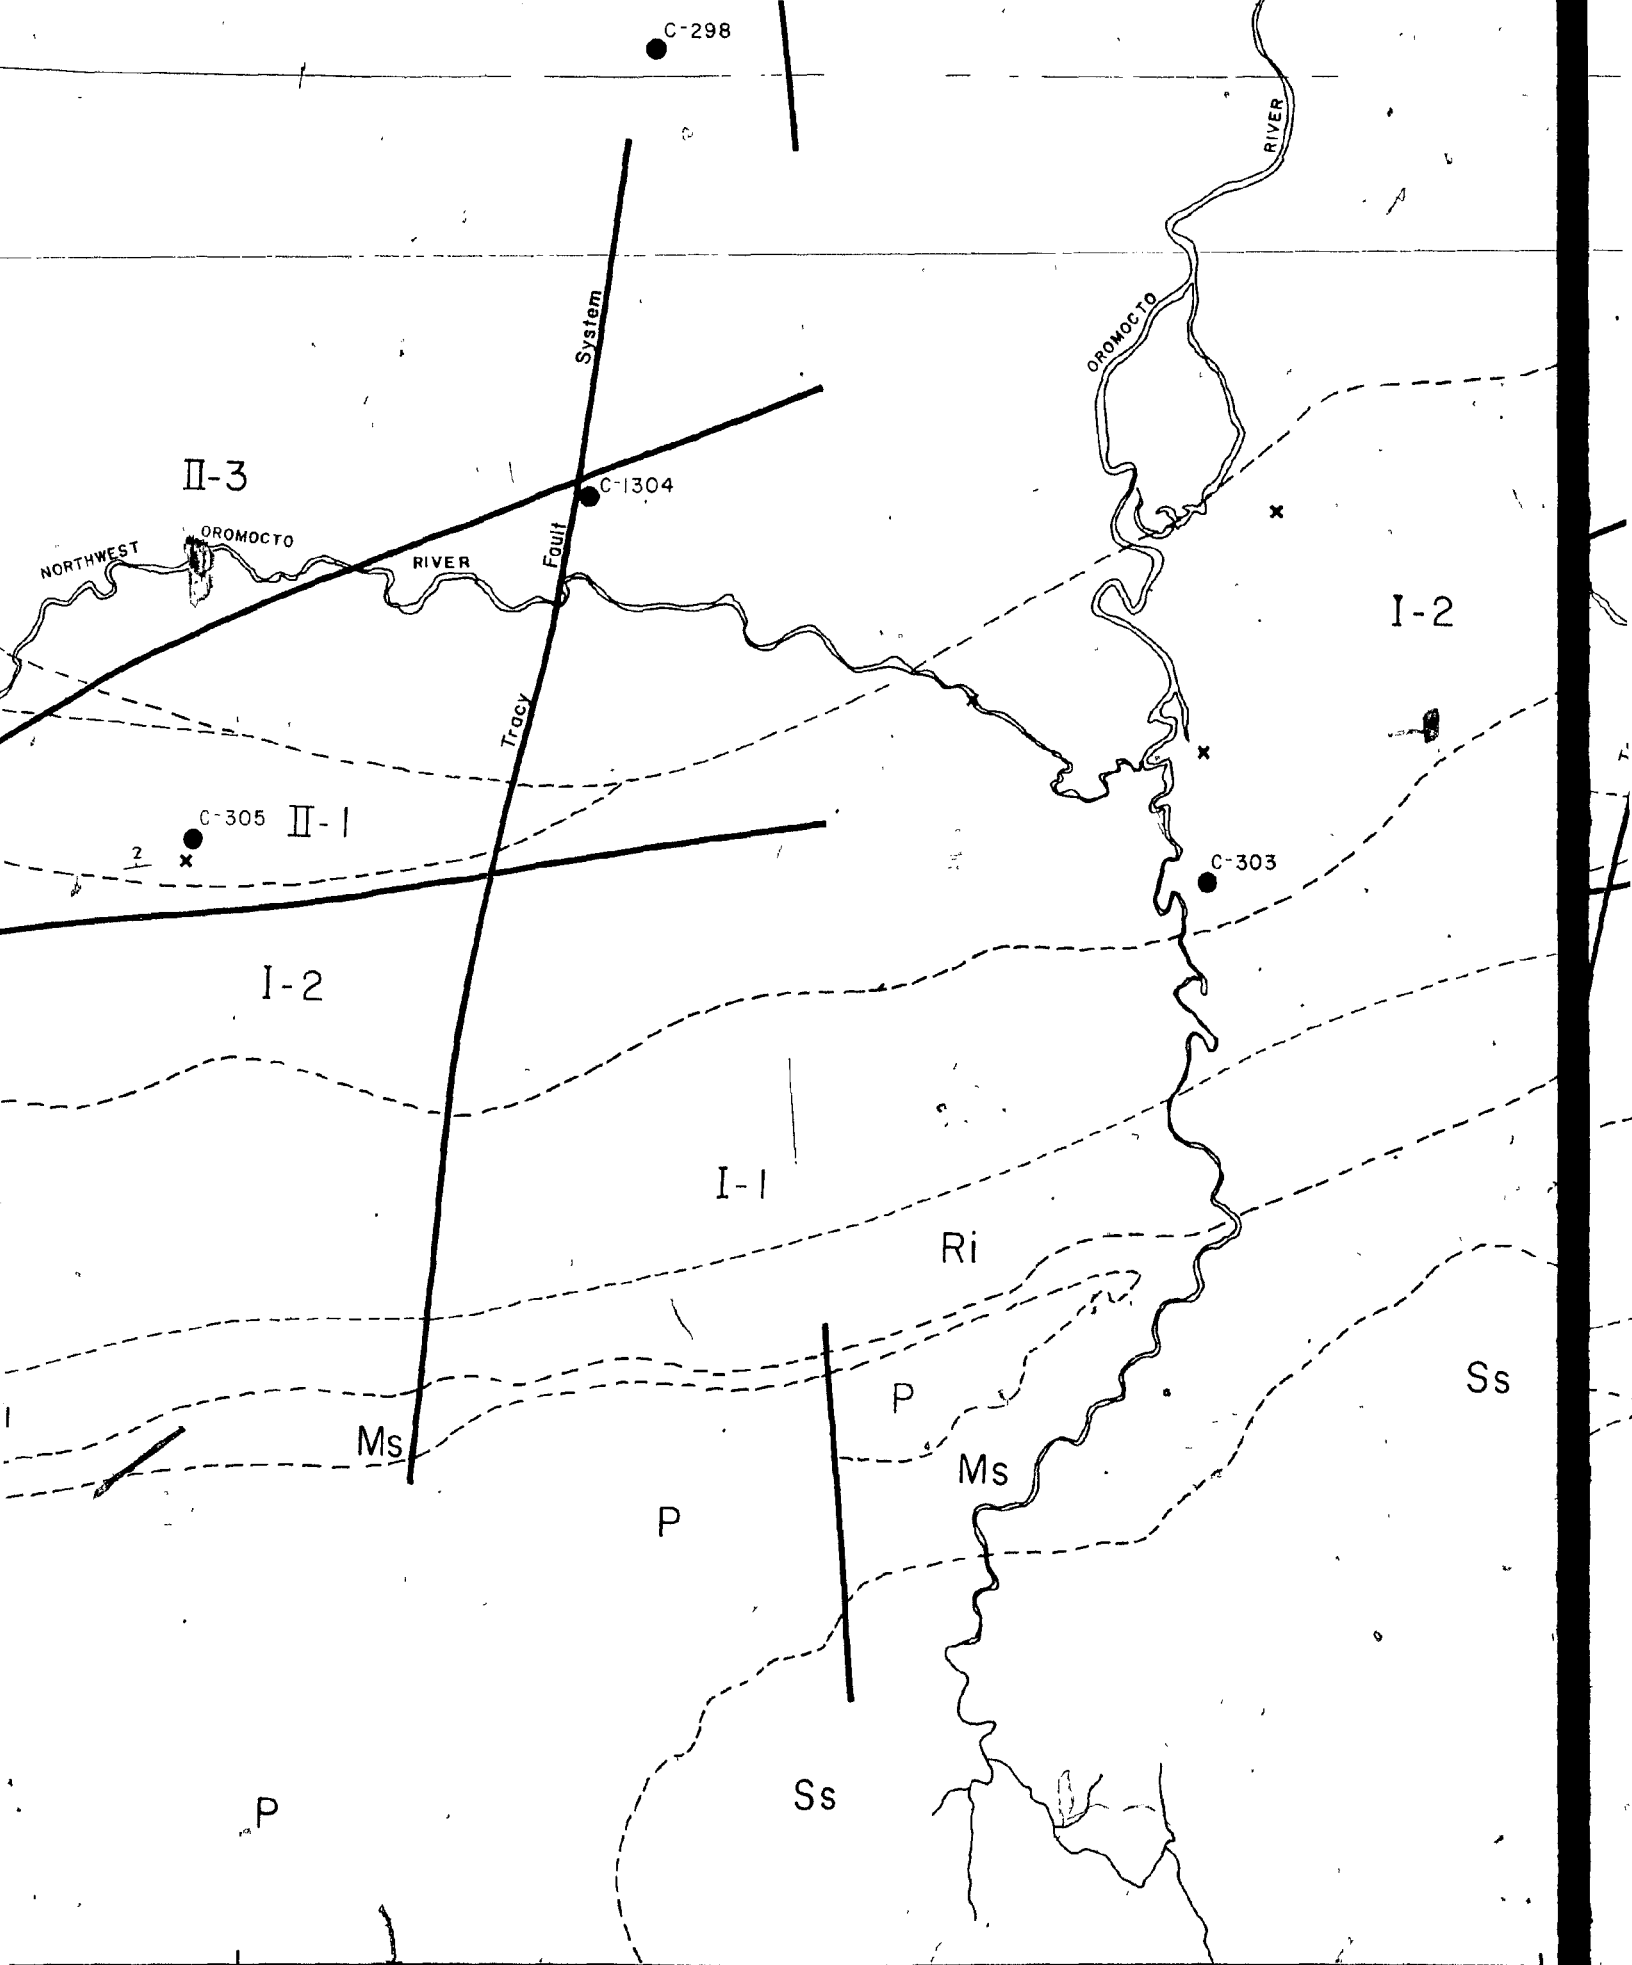 C-298
RIVER
OROMOCTO
System
II-3
C-1304
OROMOCTO
NORTHWEST
RIVER
Fault
I-2
Tracy
C-305
II-1
2
C-303
I-2
I-1
Ri
Ss
P
Ms
Ms
P
Ss
P